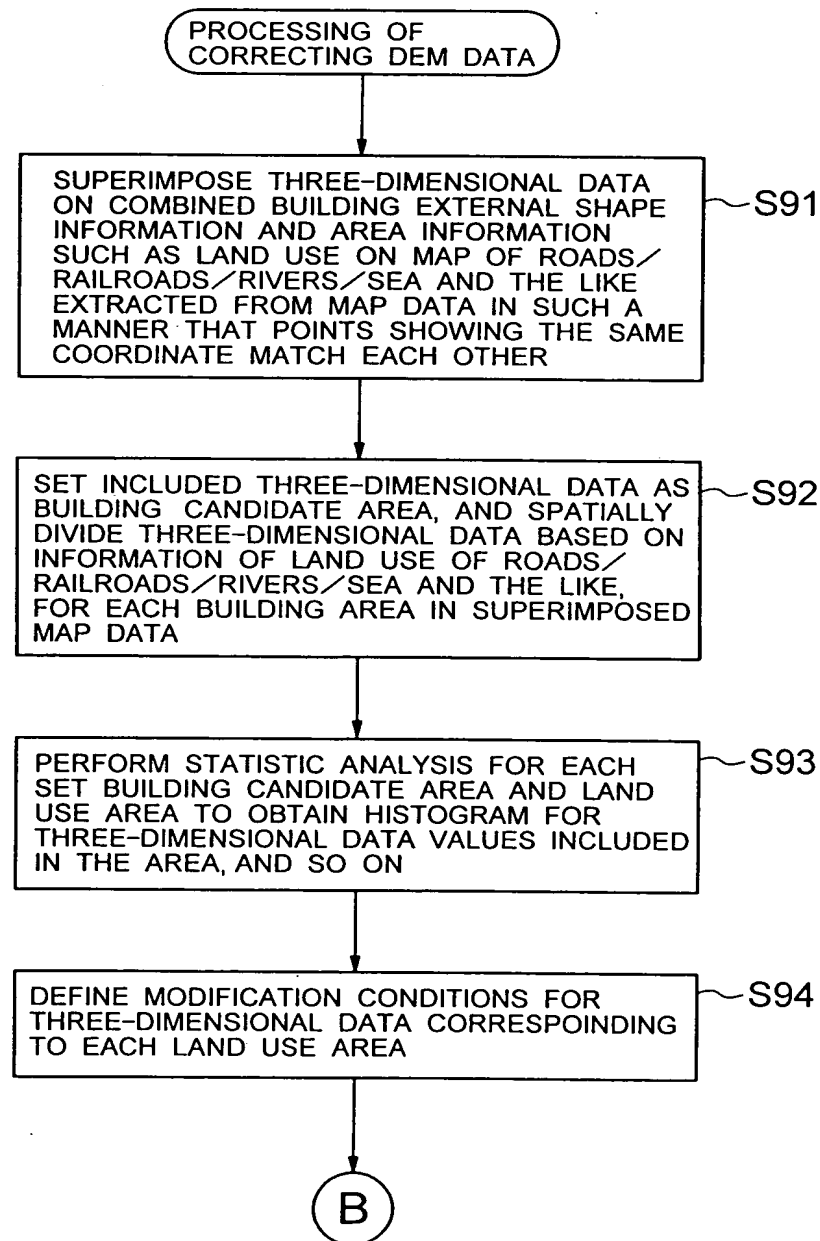 PROCESSING OF
CORRECTING DEM DATA
SUPERIMPOSE THREE-DIMENSIONAL DATA
ON COMBINED BUILDING EXTERNAL SHAPE
INFORMATION AND AREA INFORMATION
SUCH AS LAND USE ON MAP OF ROADS/
RAILROADS/RIVERS/SEA AND THE LIKE
EXTRACTED FROM MAP DATA IN SUCH A
MANNER THAT POINTS SHOWING THE SAME
COORDINATE MATCH EACH OTHER
S91
SET INCLUDED THREE-DIMENSIONAL DATA AS
BUILDING CANDIDATE AREA, AND SPATIALLY
DIVIDE THREE-DIMENSIONAL DATA BASED ON
INFORMATION OF LAND USE OF ROADS/
RAILROADS/RIVERS/SEA AND THE LIKE,
FOR EACH BUILDING AREA IN SUPERIMPOSED
MAP DATA
S92
PERFORM STATISTIC ANALYSIS FOR EACH
SET BUILDING CANDIDATE AREA AND LAND
USE AREA TO OBTAIN HISTOGRAM FOR
THREE-DIMENSIONAL DATA VALUES INCLUDED
IN THE AREA, AND SO ON
S93
DEFINE MODIFICATION CONDITIONS FOR
THREE-DIMENSIONAL DATA CORRESPOINDING
TO EACH LAND USE AREA
S94
B